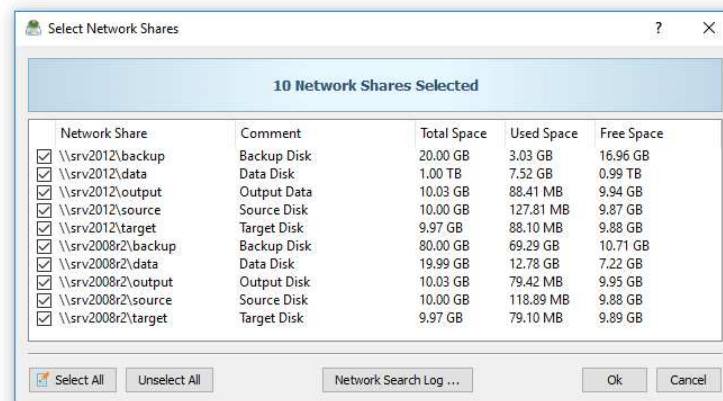 Select Network Shares ? X
10 Network Shares Selected
Network Share Comment Total Space Used Space Free Space
\\srv2012\backup Backup Disk 20.00 GB 3.03 GB 16.96 GB
\\srv2012\data Data Disk 1.00 TB 7.52 GB 0.99 TB
\\srv2012\output Output Data 10.03 GB 88.41 MB 9.94 GB
\\srv2012\source Source Disk 10.00 GB 127.81 MB 9.87 GB
\\srv2012\target Target Disk 9.97 GB 88.10 MB 9.88 GB
\\srv2008r2\backup Backup Disk 80.00 GB 69.29 GB 10.71 GB
\\srv2008r2\data Data Disk 19.99 GB 12.78 GB 7.22 GB
\\srv2008r2\output Output Disk 10.03 GB 79.42 MB 9.95 GB
\\srv2008r2\source Source Disk 10.00 GB 118.89 MB 9.88 GB
\\srv2008r2\target Target Disk 9.97 GB 79.10 MB 9.89 GB
Select All Unselect All Network Search Log ... Ok Cancel